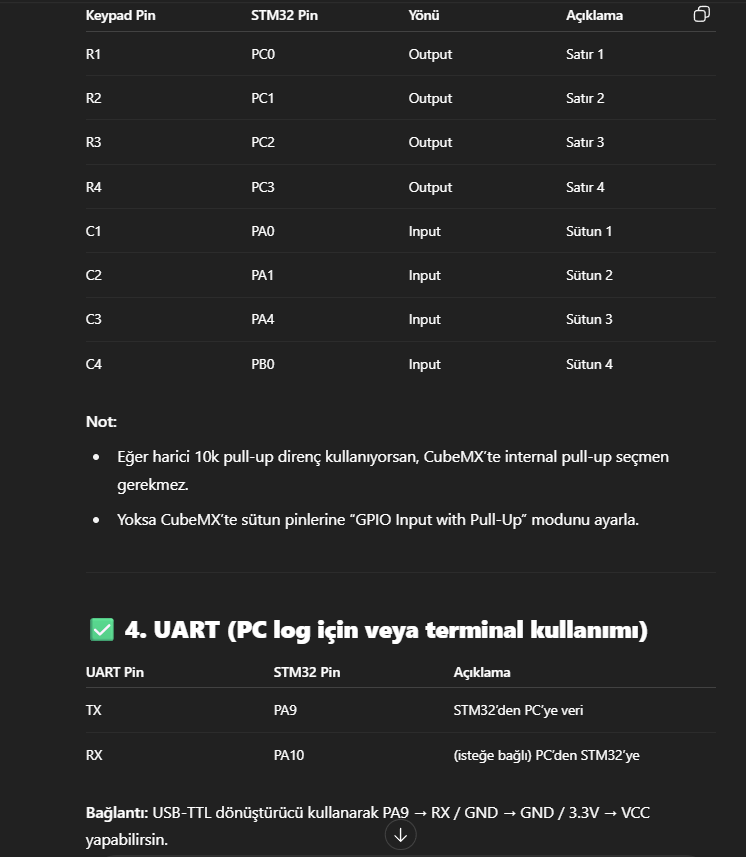 Keypad Pin STM32 Pin Yönü Açıklama
R1 PC0 Output Satır 1
R2 PC1 Output Satır 2
R3 PC2 Output Satır 3
R4 PC3 Output Satır 4
C1 PA0 Input Sütun 1
C2 PA1 Input Sütun 2
C3 PA4 Input Sütun 3
C4 PB0 Input Sütun 4
Not:
• Eğer harici 10k pull-up direnç kullanıyorsan, CubeMX’te internal pull-up seçmen
gerekmez.
• Yoksa CubeMX’te sütun pinlerine “GPIO Input with Pull-Up” modunu ayarla.
✅ 4. UART (PC log için veya terminal kullanımı)
UART Pin STM32 Pin Açıklama
TX PA9 STM32’den PC’ye veri
RX PA10 (isteğe bağlı) PC’den STM32’ye
Bağlantı: USB-TTL dönüştürücü kullanarak PA9 → RX / GND → GND / 3.3V → VCC
yapabilirsin.